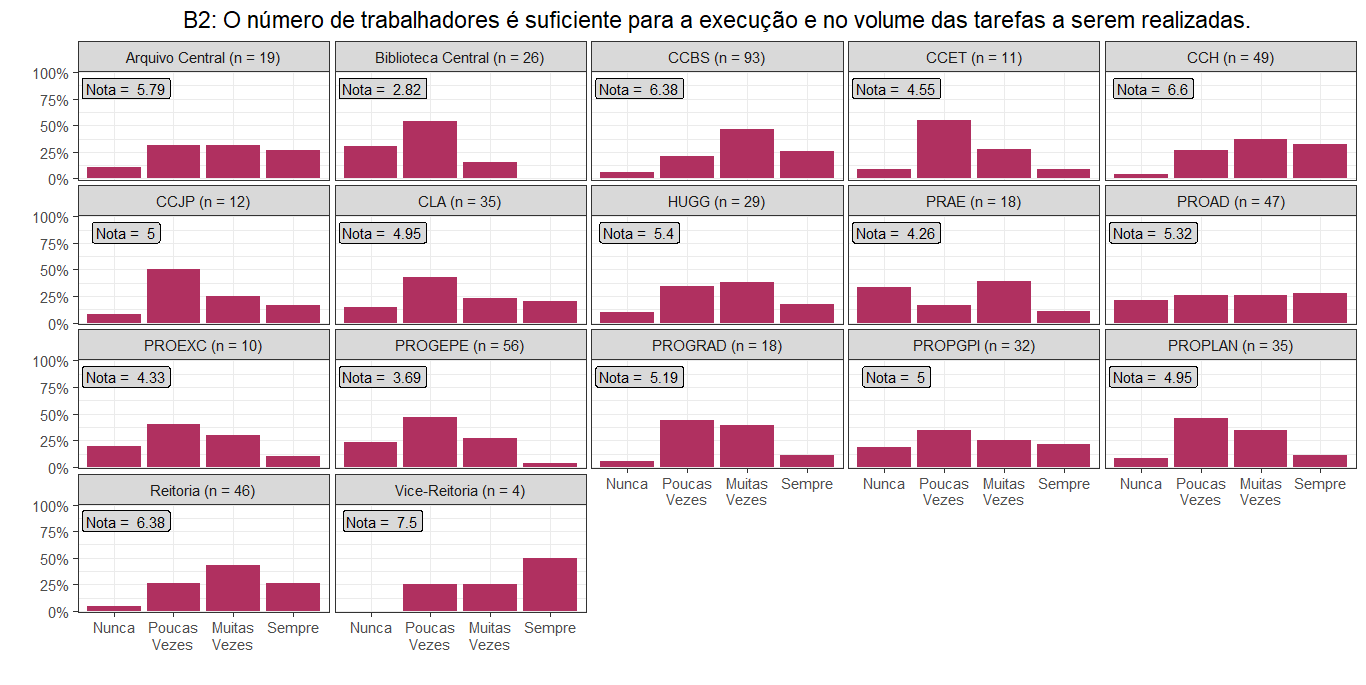 B2: O número de trabalhadores é suficiente para a execução e no volume das tarefas a serem realizadas.
Arquivo Central (n = 19)
Biblioteca Central (n = 26)
CCBS (n = 93)
CCET (n = 11)
CCH (n = 49)
100%
75%
50%
25%
0%
Nota = 5.79
Nota = 2.82
Nota = 6.38
Nota = 4.55
Nota = 6.6
CCJP (n = 12)
CLA (n = 35)
HUGG (n = 29)
PRAE (n = 18)
PROAD (n = 47)
100%
75%
50%
25%
0%
Nota = 5
Nota = 4.95
Nota = 5.4
Nota = 4.26
Nota = 5.32
PROEXC (n = 10)
PROGEPE (n = 56)
PROGRAD (n = 18)
PROPGPI (n = 32)
PROPLAN (n = 35)
100%
75%
50%
25%
0%
Nota = 4.33
Nota = 3.69
Nota = 5.19
Nota = 5
Nota = 4.95
Nunca
Poucas
Vezes
Muitas
Vezes
Sempre
Nunca
Poucas
Vezes
Muitas
Vezes
Sempre
Nunca
Poucas
Vezes
Muitas
Vezes
Sempre
Reitoria (n = 46)
Vice-Reitoria (n = 4)
100%
75%
50%
25%
0%
Nota = 6.38
Nota = 7.5
Nunca
Poucas
Vezes
Muitas
Vezes
Sempre
Nunca
Poucas
Vezes
Muitas
Vezes
Sempre